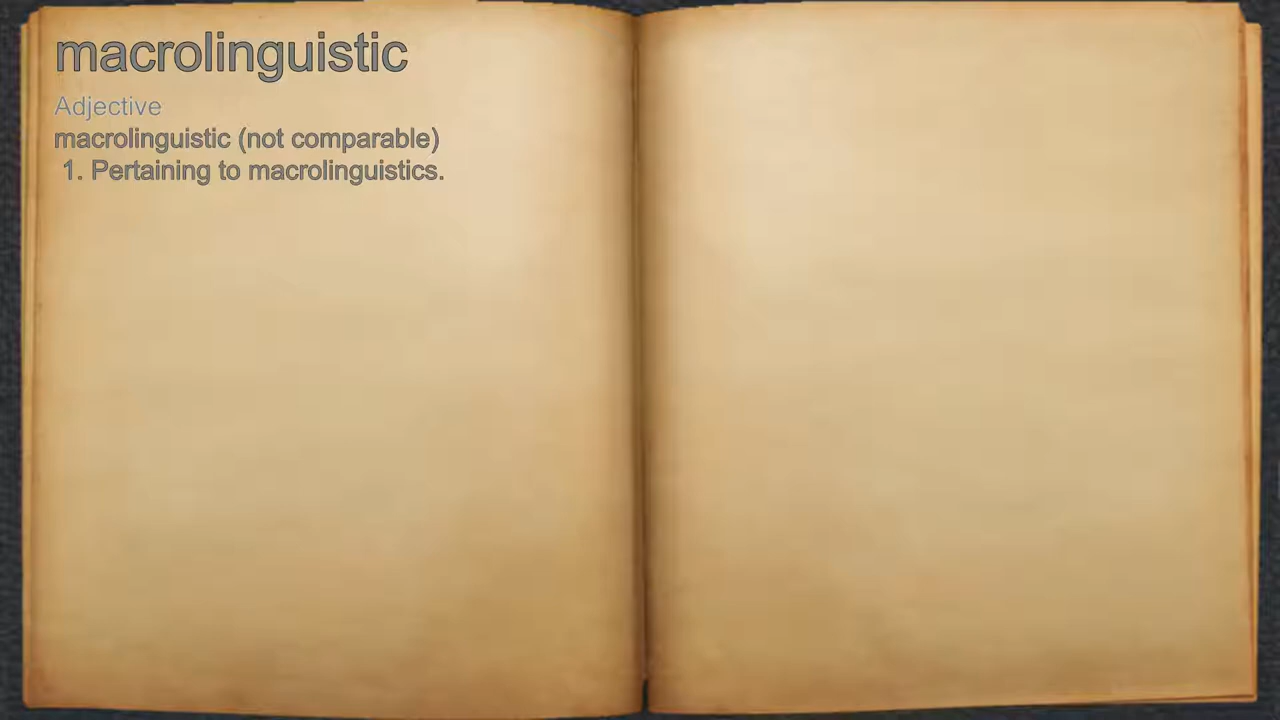 macrolinguistic
Adjective
macrolinguistic (not comparable)
1. Pertaining to macrolinguistics.